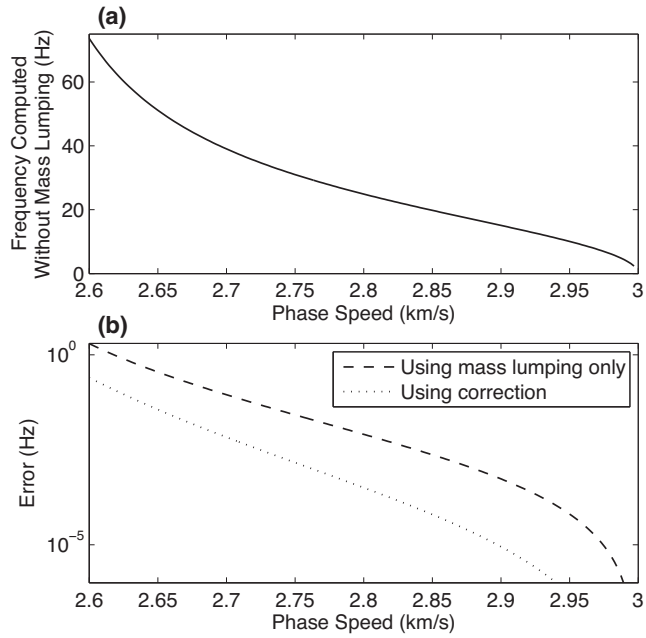 (a)
Frequency Computed
Without Mass Lumping (Hz)
60
40
20
0
2.6 2.65 2.7 2.75 2.8 2.85 2.9 2.95 3
Phase Speed (km/s)
(b)
Using mass lumping only
Using correction
Error (Hz)
10^0
10^-5
2.6 2.65 2.7 2.75 2.8 2.85 2.9 2.95 3
Phase Speed (km/s)